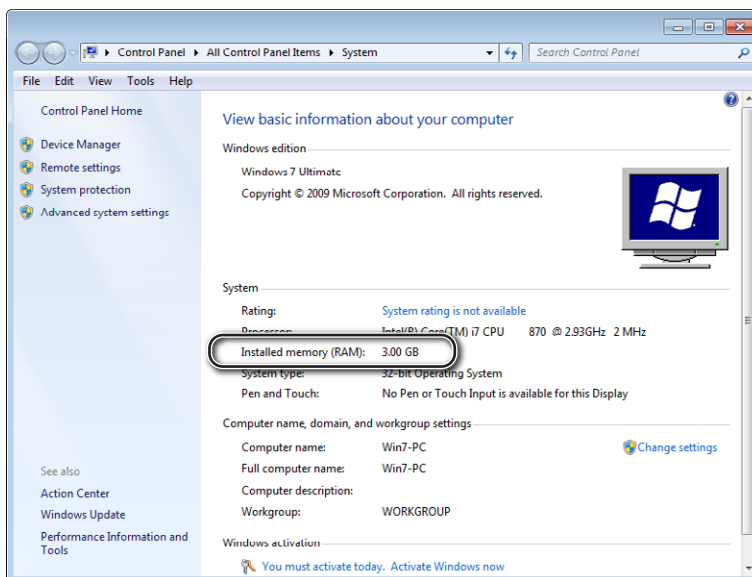 Control Panel All Control Panel Items System
Search Control Panel
File Edit View Tools Help
Control Panel Home
Device Manager
Remote settings
System protection
Advanced system settings
See also
Action Center
Windows Update
Performance Information and
Tools
View basic information about your computer
Windows edition
Windows 7 Ultimate
Copyright © 2009 Microsoft Corporation. All rights reserved.
System
Rating: System rating is not available
Processor: Intel(R) Core(TM) i7 CPU 870 @ 2.93GHz 2 MHz
Installed memory (RAM): 3.00 GB
System type: 32-bit Operating System
Pen and Touch: No Pen or Touch Input is available for this Display
Computer name, domain, and workgroup settings
Computer name: Win7-PC Change settings
Full computer name: Win7-PC
Computer description:
Workgroup: WORKGROUP
Windows activation
You must activate today. Activate Windows now